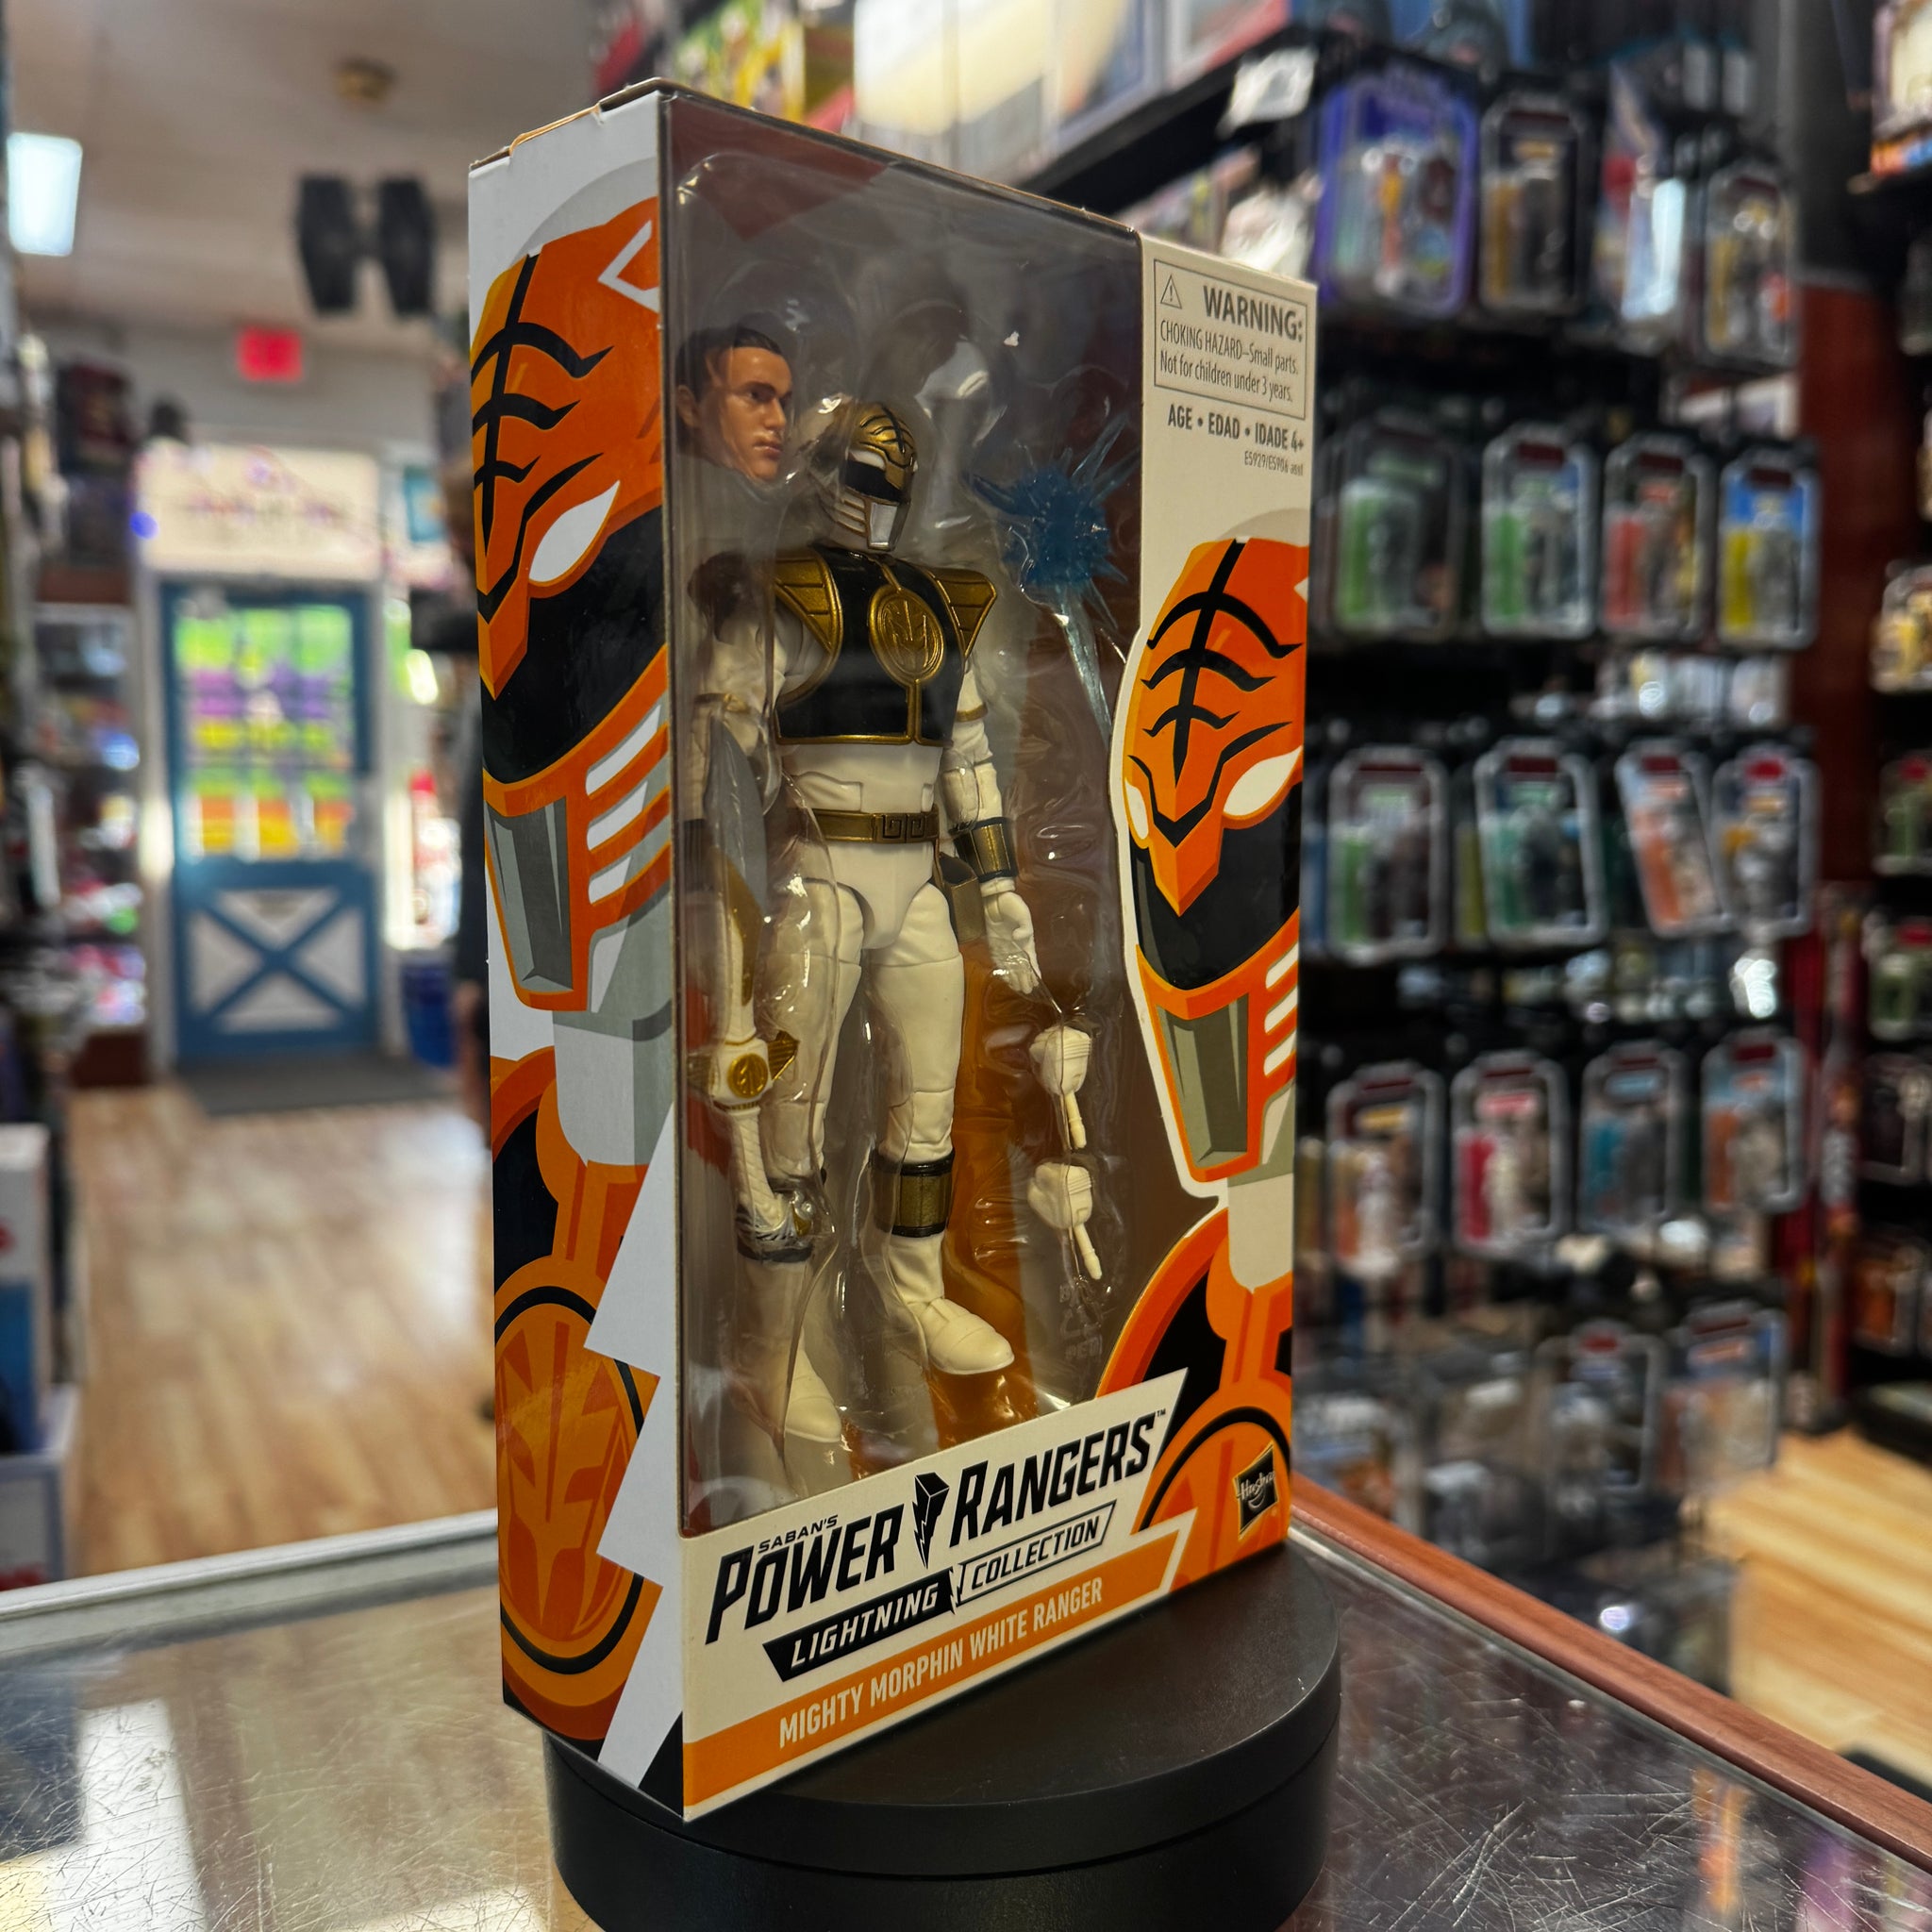 WARNING:
CHOKING HAZARD–Small parts.
Not for children under 3 years.
AGE • EDAD • IDADE 4+
SABAN'S
POWER RANGERS™
LIGHTNING COLLECTION
MIGHTY MORPHIN WHITE RANGER
Hasbro